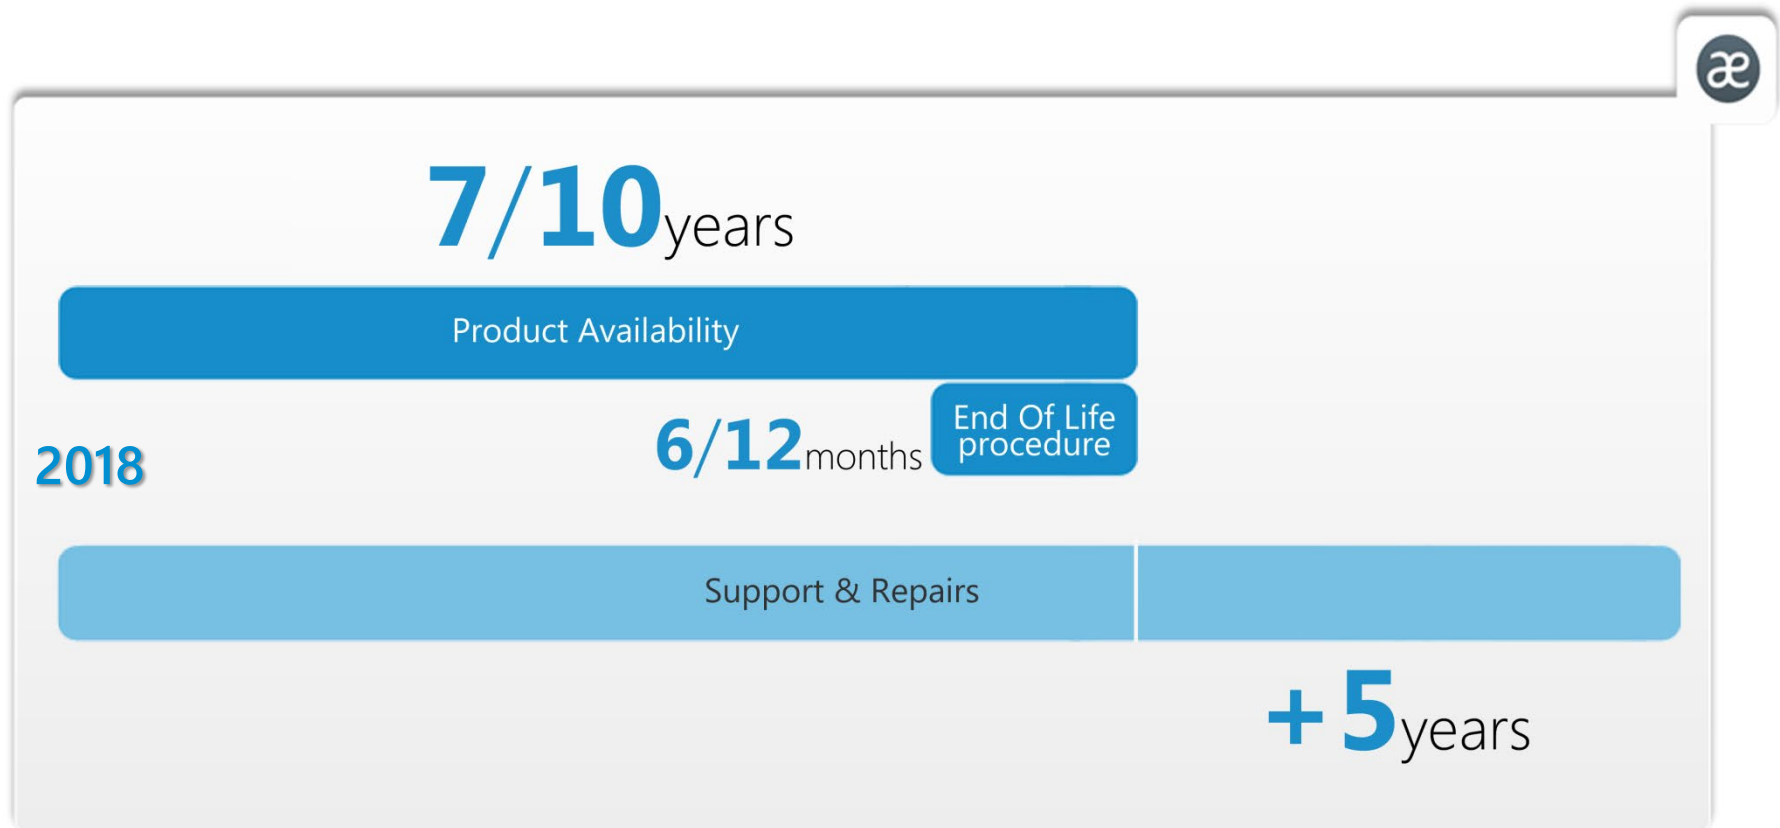 æ
7/10years
Product Availability
6/12months
End Of Life
procedure
2018
Support & Repairs
+5years